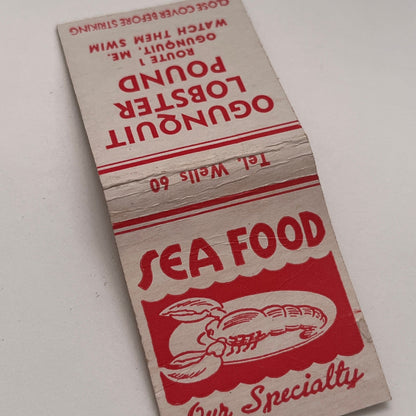 CLOSE COVER BEFORE STRIKING
OGUNQUIT
LOBSTER
POUND
ROUTE 1
OGUNQUIT, ME.
WATCH THEM SWIM
Tel. Wells 60
SEA FOOD
Our Specialty